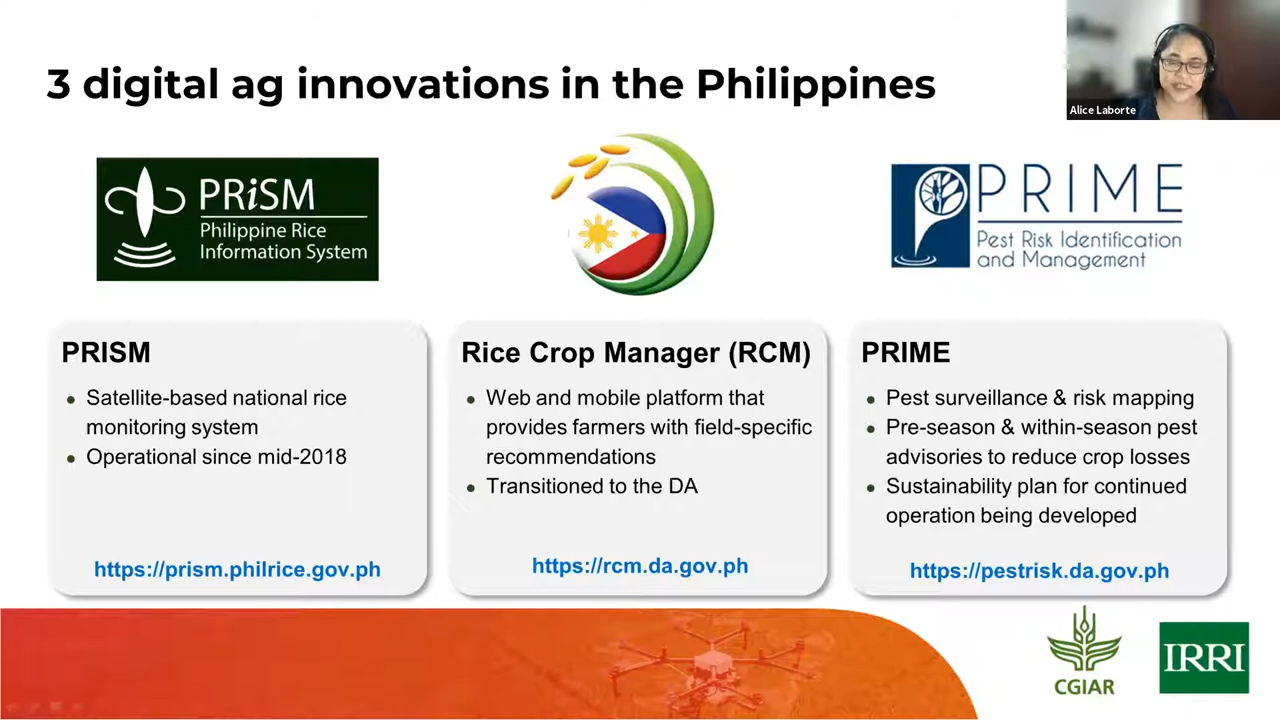 3 digital ag innovations in the Philippines
Alice Laborte
PRiSM
Philippine Rice
Information System
PRIME
Pest Risk Identification
and Management
PRISM
• Satellite-based national rice
monitoring system
• Operational since mid-2018
https://prism.philrice.gov.ph
Rice Crop Manager (RCM)
• Web and mobile platform that
provides farmers with field-specific
recommendations
• Transitioned to the DA
https://rcm.da.gov.ph
PRIME
• Pest surveillance & risk mapping
• Pre-season & within-season pest
advisories to reduce crop losses
• Sustainability plan for continued
operation being developed
https://pestrisk.da.gov.ph
CGIAR
IRRI